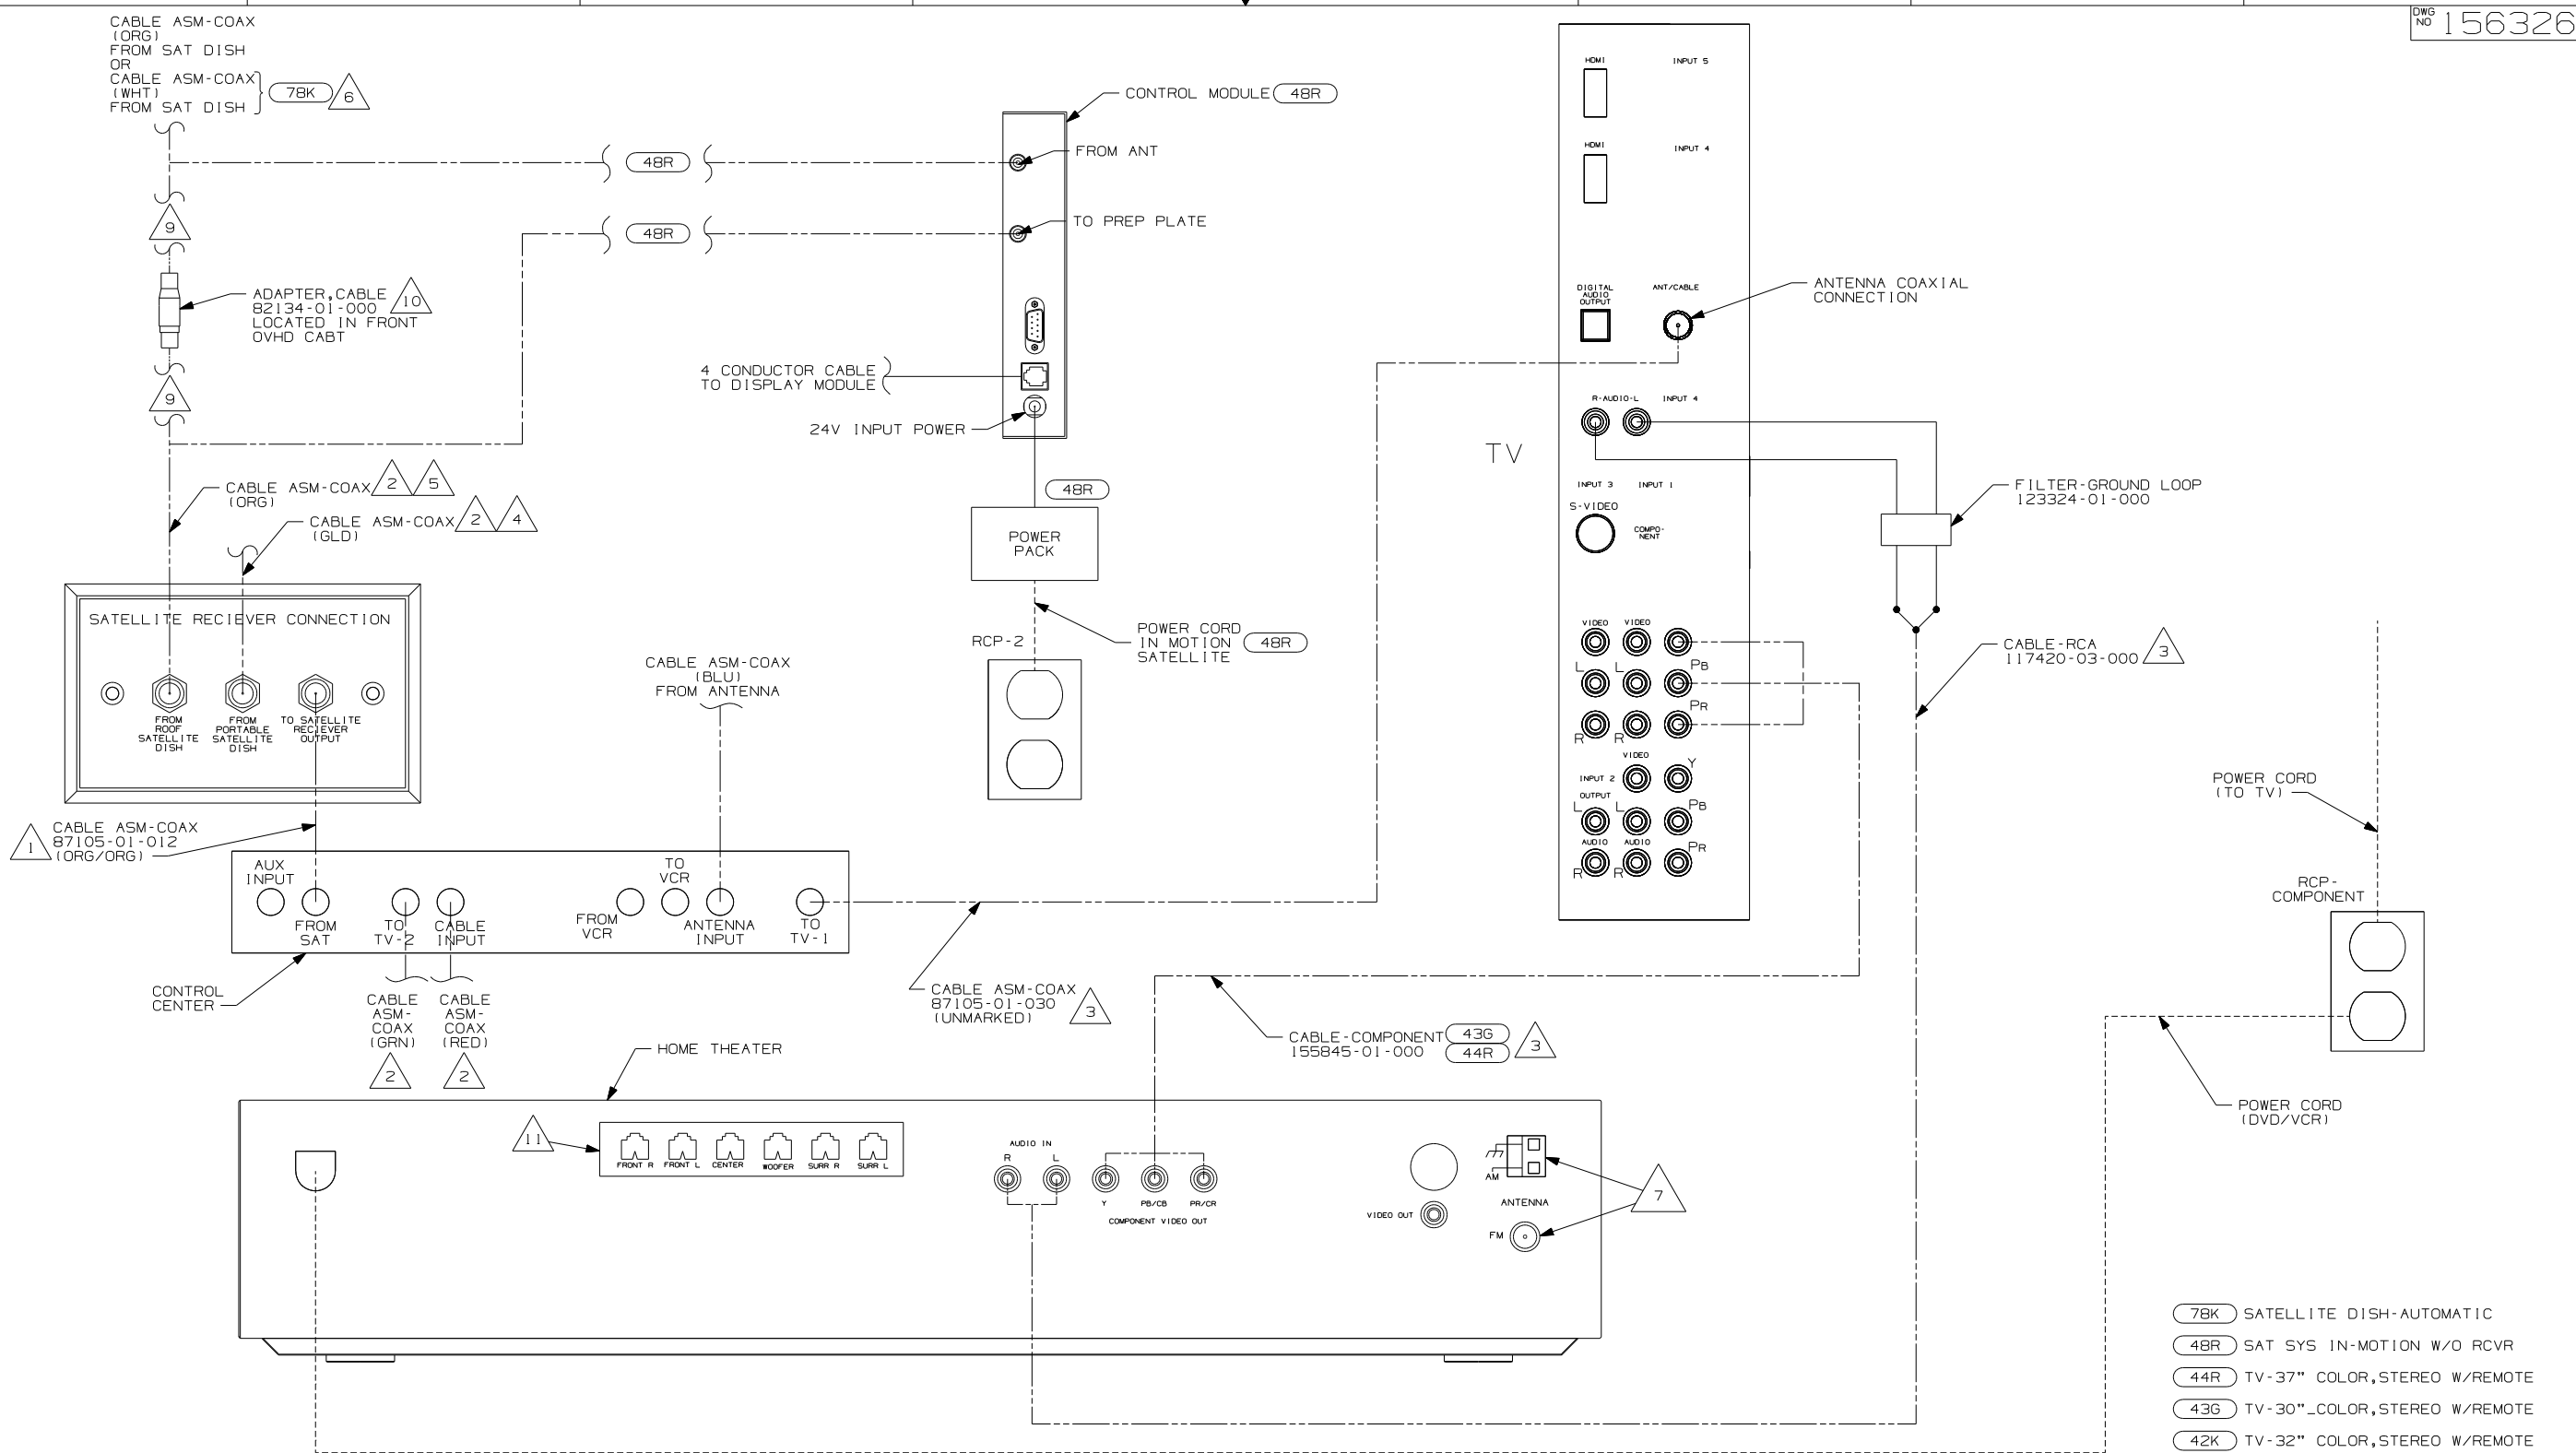 CABLE ASM-COAX
(ORG)
FROM SAT DISH
OR
CABLE ASM-COAX
(WHT)
FROM SAT DISH
78K
6
DWG
NO
156326
CONTROL MODULE
48R
FROM ANT
48R
TO PREP PLATE
48R
9
ADAPTER,CABLE
82134-01-000
LOCATED IN FRONT
OVHD CABT
10
9
4 CONDUCTOR CABLE
TO DISPLAY MODULE
24V INPUT POWER
48R
POWER
PACK
POWER CORD
IN MOTION
SATELLITE
48R
RCP-2
CABLE ASM-COAX
(ORG)
2
5
CABLE ASM-COAX
(GLD)
2
4
SATELLITE RECIEVER CONNECTION
FROM
ROOF
SATELLITE
DISH
FROM
PORTABLE
SATELLITE
DISH
TO SATELLITE
RECIEVER
OUTPUT
CABLE ASM-COAX
(BLU)
FROM ANTENNA
1
CABLE ASM-COAX
87105-01-012
(ORG/ORG)
AUX
INPUT
FROM
SAT
TO
TV-2
CABLE
INPUT
FROM
VCR
TO
VCR
ANTENNA
INPUT
TO
TV-1
CONTROL
CENTER
CABLE
ASM-
COAX
(GRN)
2
CABLE
ASM-
COAX
(RED)
2
CABLE ASM-COAX
87105-01-030
(UNMARKED)
3
TV
HDMI
INPUT 5
HDMI
INPUT 4
DIGITAL
AUDIO
OUTPUT
ANT/CABLE
ANTENNA COAXIAL
CONNECTION
R-AUDIO-L
INPUT 4
INPUT 3
INPUT 1
S-VIDEO
COMPO-
NENT
VIDEO
VIDEO
L
L
PB
R
R
PR
VIDEO
Y
INPUT 2
OUTPUT
L
L
PB
AUDIO
AUDIO
R
R
PR
FILTER-GROUND LOOP
123324-01-000
CABLE-RCA
117420-03-000
3
POWER CORD
(TO TV)
RCP-
COMPONENT
POWER CORD
(DVD/VCR)
CABLE-COMPONENT
155845-01-000
43G
44R
3
HOME THEATER
11
FRONT R
FRONT L
CENTER
WOOFER
SURR R
SURR L
AUDIO IN
R
L
Y
PB/CB
PR/CR
COMPONENT VIDEO OUT
VIDEO OUT
AM
ANTENNA
FM
7
78K SATELLITE DISH-AUTOMATIC
48R SAT SYS IN-MOTION W/O RCVR
44R TV-37" COLOR,STEREO W/REMOTE
43G TV-30"_COLOR,STEREO W/REMOTE
42K TV-32" COLOR,STEREO W/REMOTE